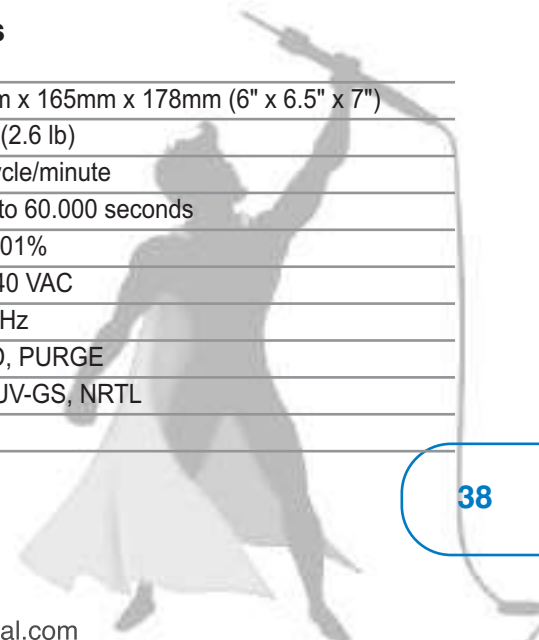 s
m x 165mm x 178mm (6" x 6.5" x 7")
(2.6 lb)
ycle/minute
to 60.000 seconds
01%
40 VAC
Hz
O, PURGE
UV-GS, NRTL
38
al.com